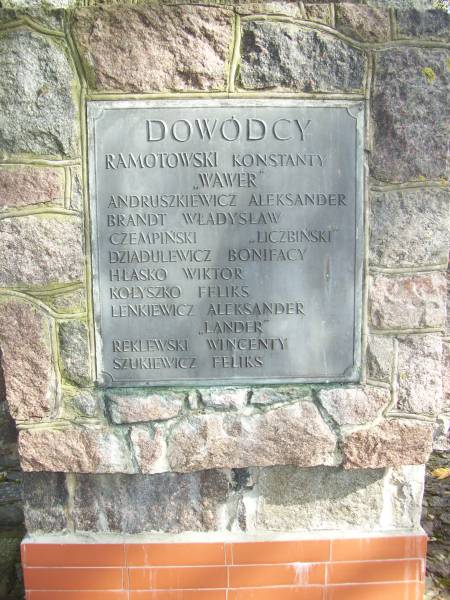 DOWÓDCY
RAMOTOWSKI KONSTANTY
„WAWER"
ANDRUSZKIEWICZ ALEKSANDER
BRANDT WŁADYSŁAW
CZEMPIŃSKI „LICZBIŃSKI"
DZIADULEWICZ BONIFACY
HŁASKO WIKTOR
KOŁYSZKO FELIKS
LENKIEWICZ ALEKSANDER
„LANDER"
REKLEWSKI WINCENTY
SZUKIEWICZ FELIKS